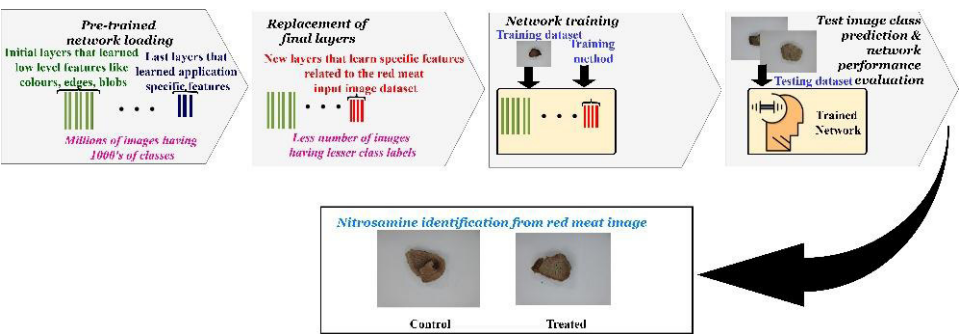 Pre-trained
network loading
Initial layers that learned
low level features like
colours, edges, blobs
Last layers that
learned application
specific features
Millions of images having
1000's of classes
Replacement of
final layers
New layers that learn specific features
related to the red meat
input image dataset
Less number of images
having lesser class labels
Network training
Training dataset
Training
method
Test image class
prediction &
network
performance
evaluation
Testing dataset
Trained
Network
Nitrosamine identification from red meat image
Control
Treated